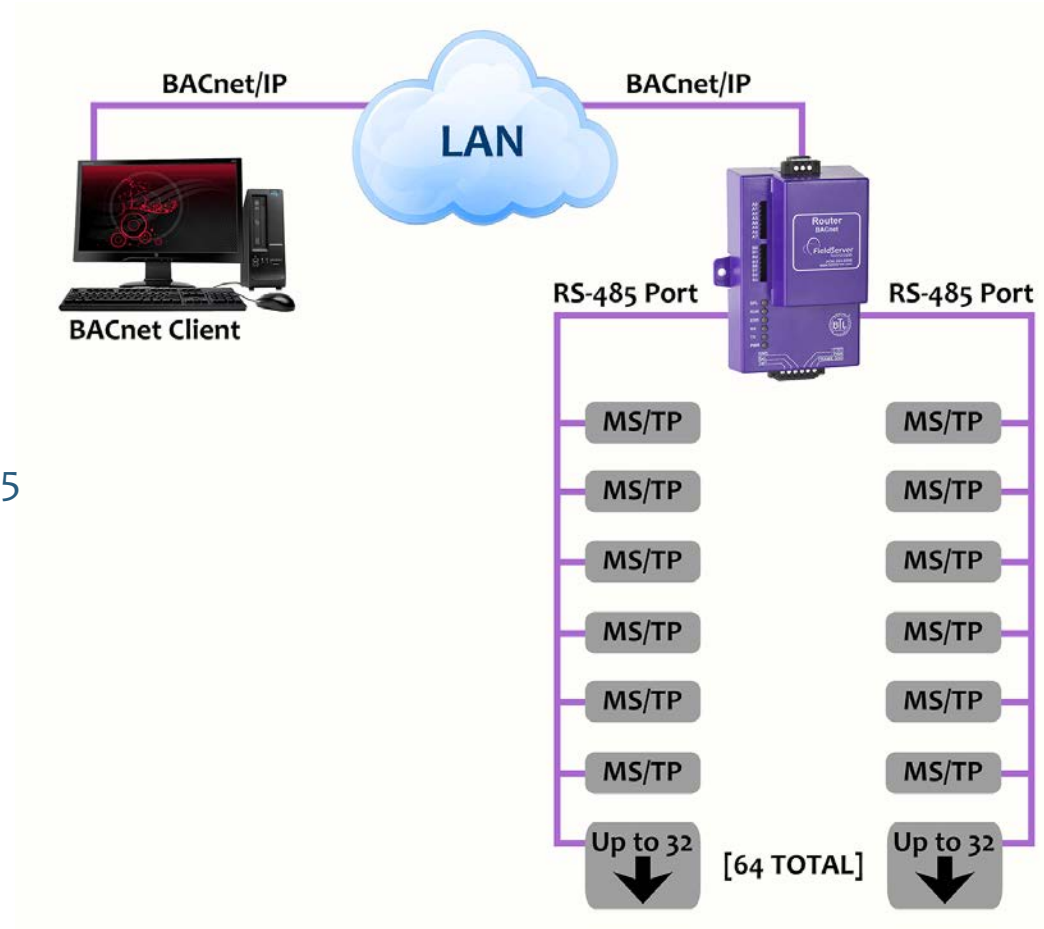 BACnet/IP
BACnet/IP
LAN
Router
BACnet
FieldServer
RS-485 Port
RS-485 Port
BACnet Client
BTL
MS/TP
MS/TP
5
MS/TP
MS/TP
MS/TP
MS/TP
MS/TP
MS/TP
MS/TP
MS/TP
MS/TP
MS/TP
Up to 32
Up to 32
[64 TOTAL]